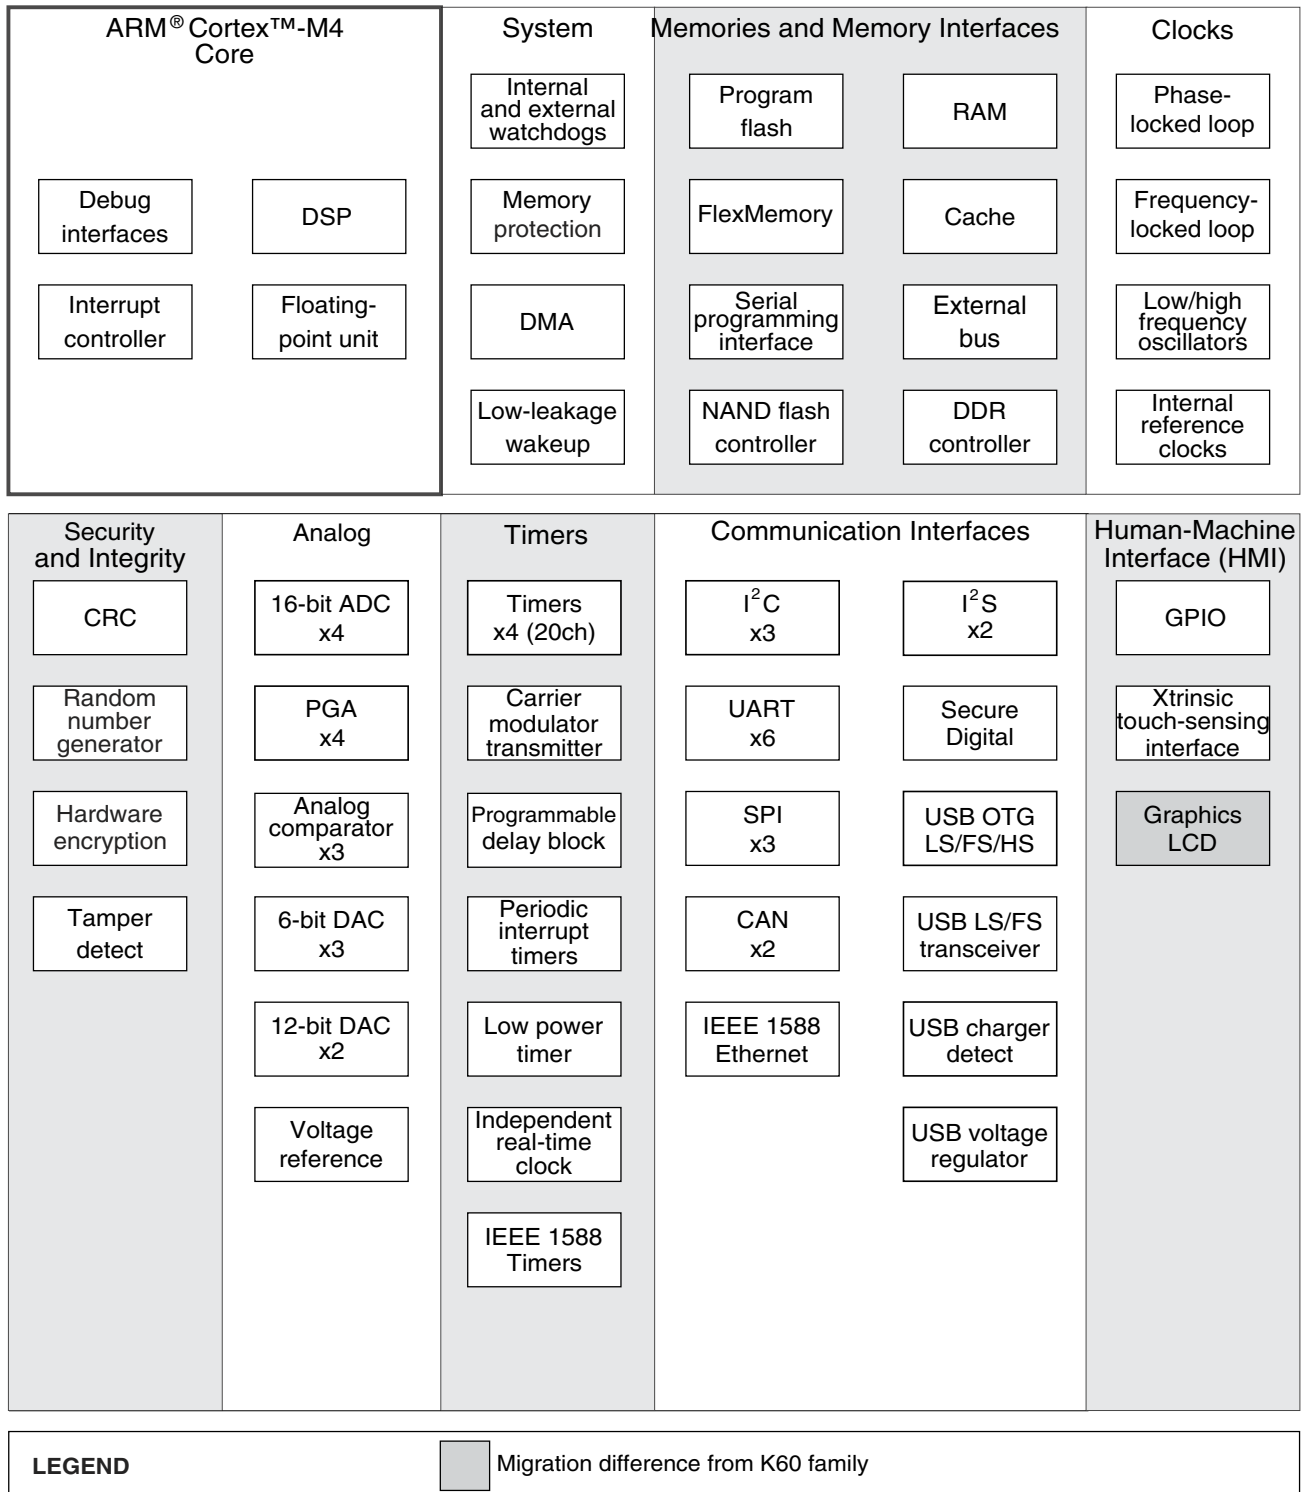 ARM® Cortex™-M4
Core
Debug
interfaces
DSP
Interrupt
controller
Floating-
point unit
System
Internal
and external
watchdogs
Memory
protection
DMA
Low-leakage
wakeup
Memories and Memory Interfaces
Program
flash
RAM
FlexMemory
Cache
Serial
programming
interface
External
bus
NAND flash
controller
DDR
controller
Clocks
Phase-
locked loop
Frequency-
locked loop
Low/high
frequency
oscillators
Internal
reference
clocks
Security
and Integrity
CRC
Random
number
generator
Hardware
encryption
Tamper
detect
Analog
16-bit ADC
x4
PGA
x4
Analog
comparator
x3
6-bit DAC
x3
12-bit DAC
x2
Voltage
reference
Timers
Timers
x4 (20ch)
Carrier
modulator
transmitter
Programmable
delay block
Periodic
interrupt
timers
Low power
timer
Independent
real-time
clock
IEEE 1588
Timers
Communication Interfaces
I²C
x3
I²S
x2
UART
x6
Secure
Digital
SPI
x3
USB OTG
LS/FS/HS
CAN
x2
USB LS/FS
transceiver
IEEE 1588
Ethernet
USB charger
detect
USB voltage
regulator
Human-Machine
Interface (HMI)
GPIO
Xtrinsic
touch-sensing
interface
Graphics
LCD
LEGEND
Migration difference from K60 family